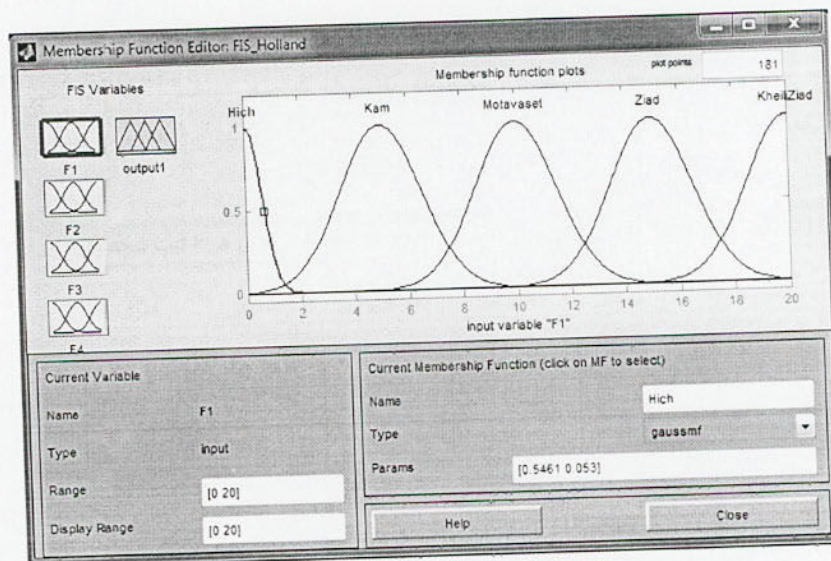 Membership Function Editor: FIS_Holland
FIS Variables
F1
output1
F2
F3
F4
Membership function plots
plot points
181
Hich
Kam
Motavaset
Ziad
KheiliZiad
1
0.5
0
0 2 4 6 8 10 12 14 16 18 20
input variable "F1"
Current Variable
Name F1
Type input
Range [0 20]
Display Range [0 20]
Current Membership Function (click on MF to select)
Name Hich
Type gaussmf
Params [0.5461 0.053]
Help
Close